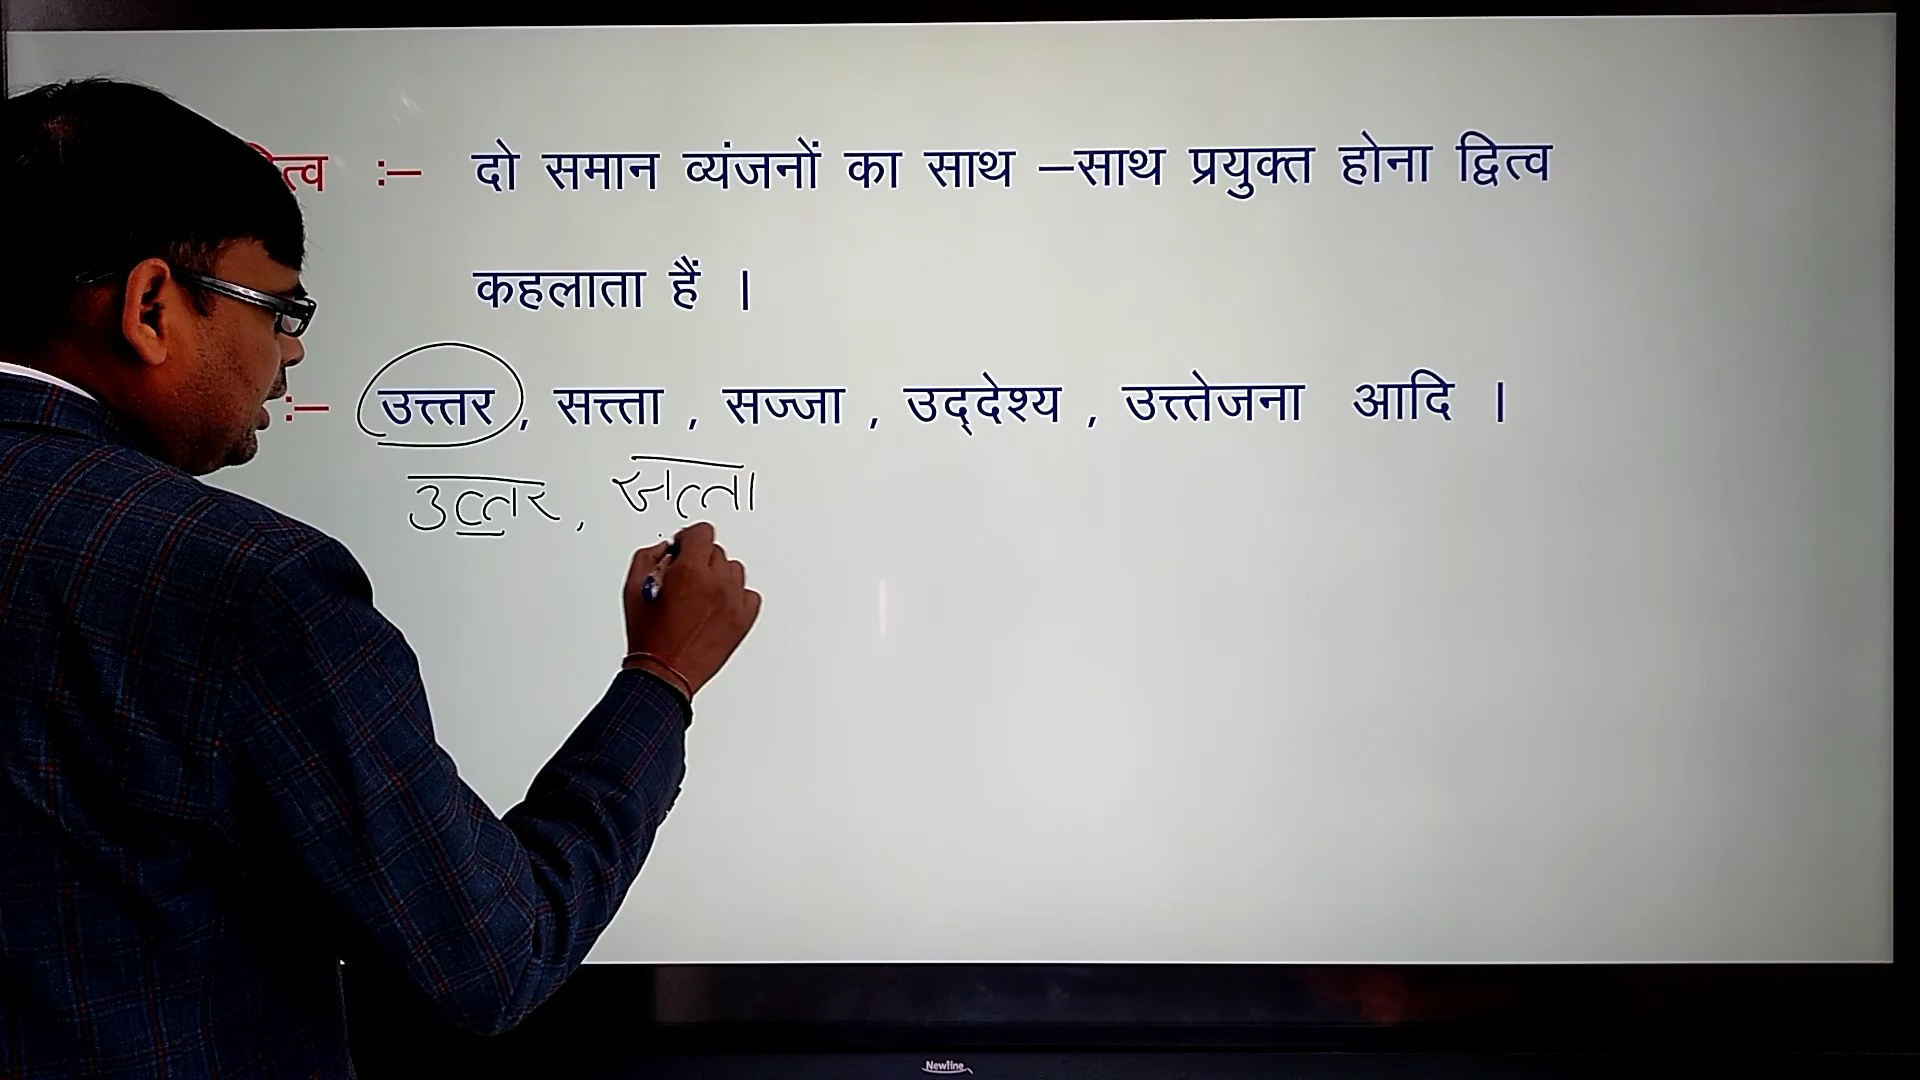 त्व :– दो समान व्यंजनों का साथ –साथ प्रयुक्त होना द्वित्व
कहलाता हैं ।
:– उत्तर , सत्ता , सज्जा , उद्देश्य , उत्तेजना आदि ।
उत्तर , सत्ता
Newline